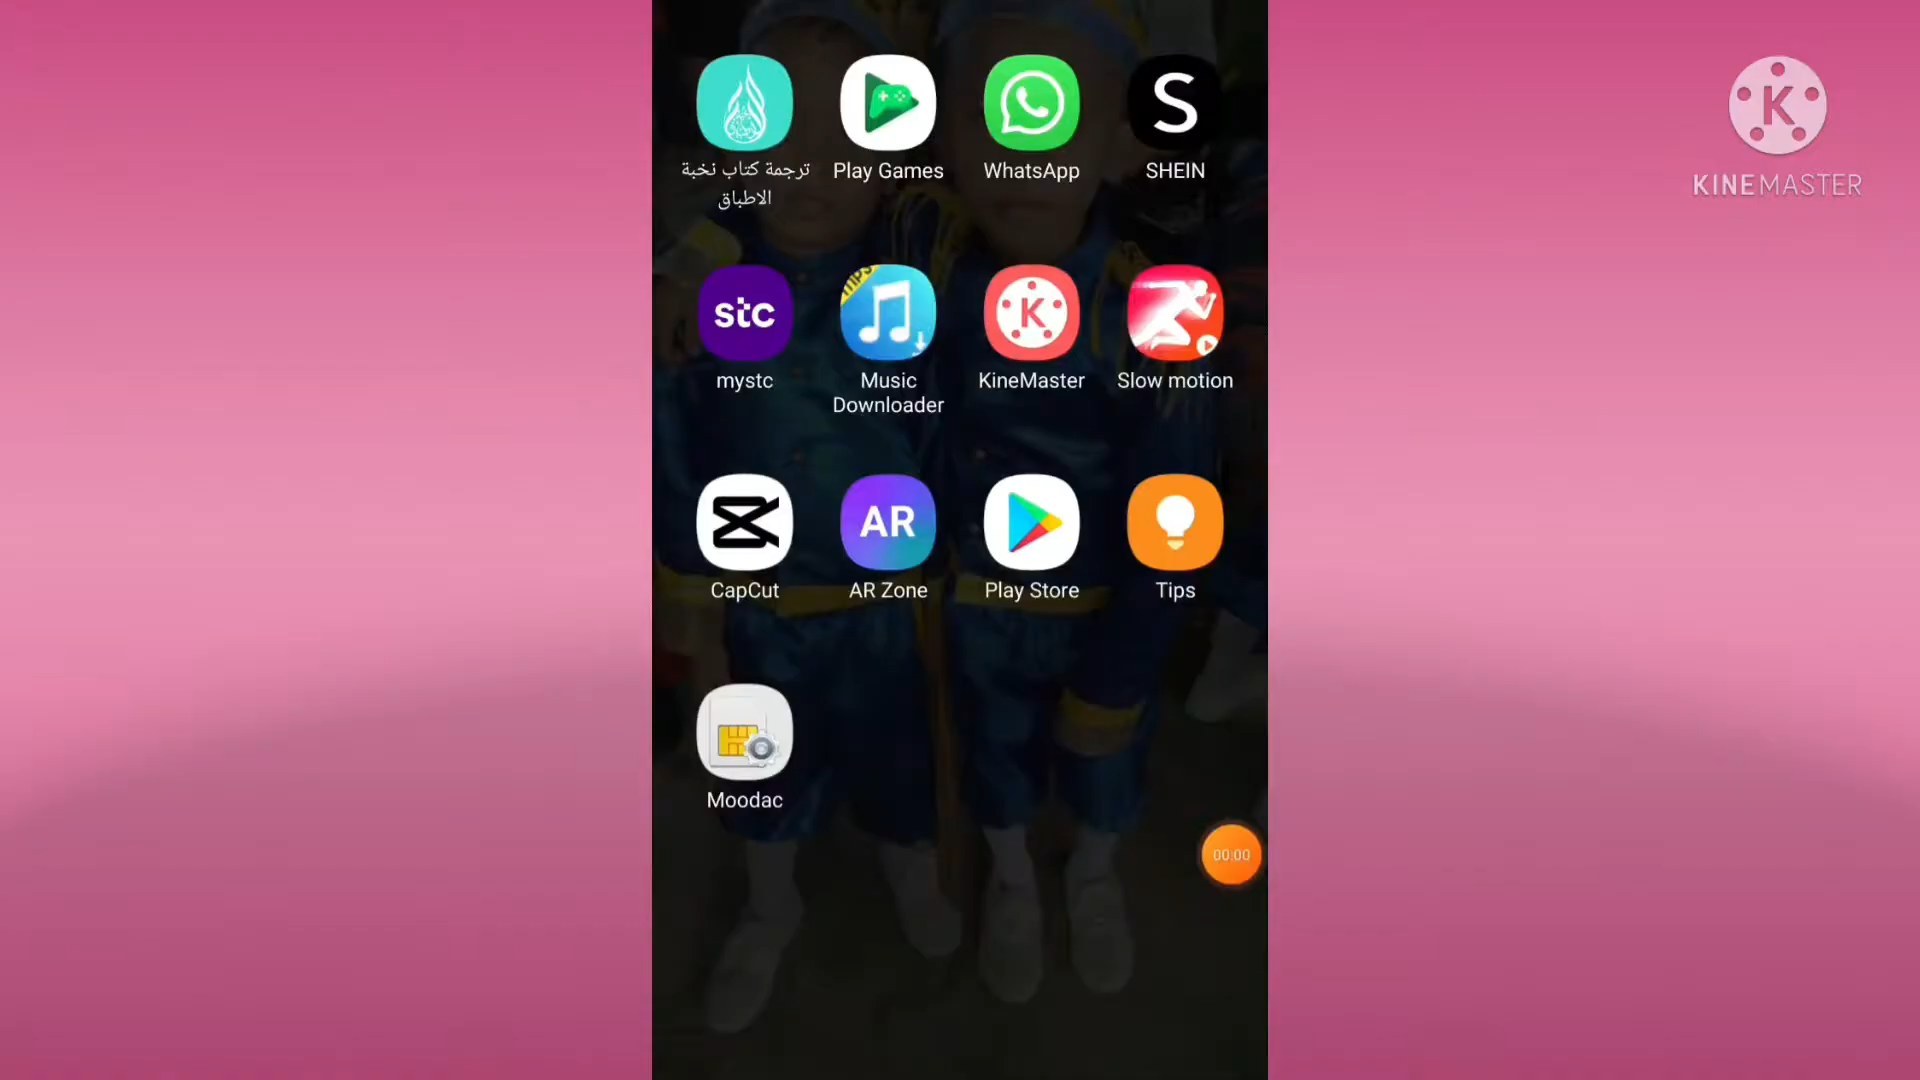 ترجمة كتاب نخبة
الاطباق
Play Games
WhatsApp
S
SHEIN
K
KINEMASTER
stc
mystc
mp3
Music
Downloader
K
KineMaster
Slow motion
CapCut
AR
AR Zone
Play Store
Tips
Moodac
00:00